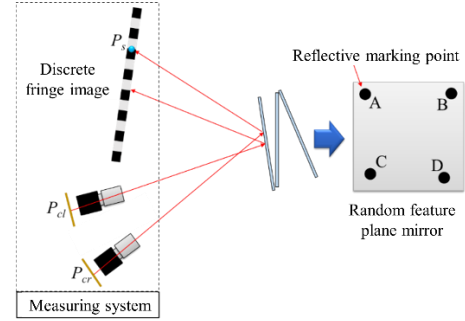 Ps
Discrete
fringe image
Pcl
Pcr
Measuring system
Reflective marking point
A
B
C
D
Random feature
plane mirror